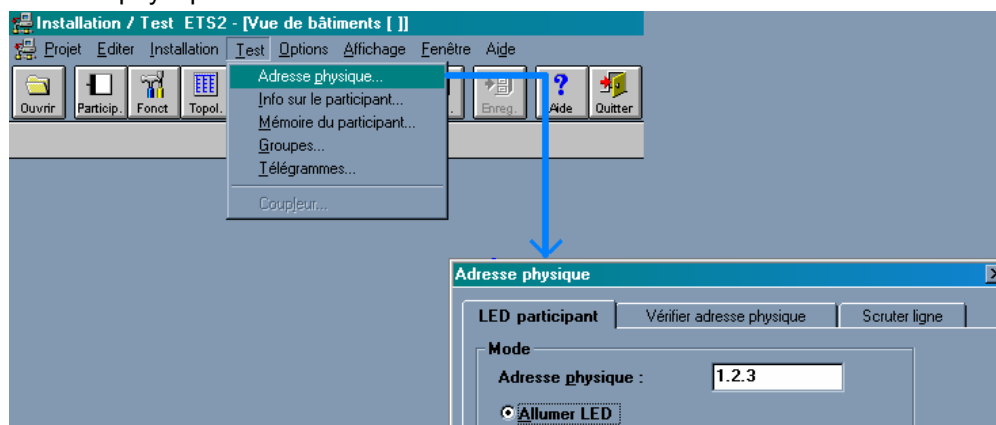 Installation / Test ETS2 - [Vue de bâtiments [ ]]
Projet Editer Installation Test Options Affichage Fenêtre Aide
Ouvrir Particip. Fonct Topol. Enreg. Aide Quitter
Adresse physique...
Info sur le participant...
Mémoire du participant...
Groupes...
Télégrammes...
Coupleur...
Adresse physique
LED participant Vérifier adresse physique Scruter ligne
Mode
Adresse physique : 1.2.3
Allumer LED